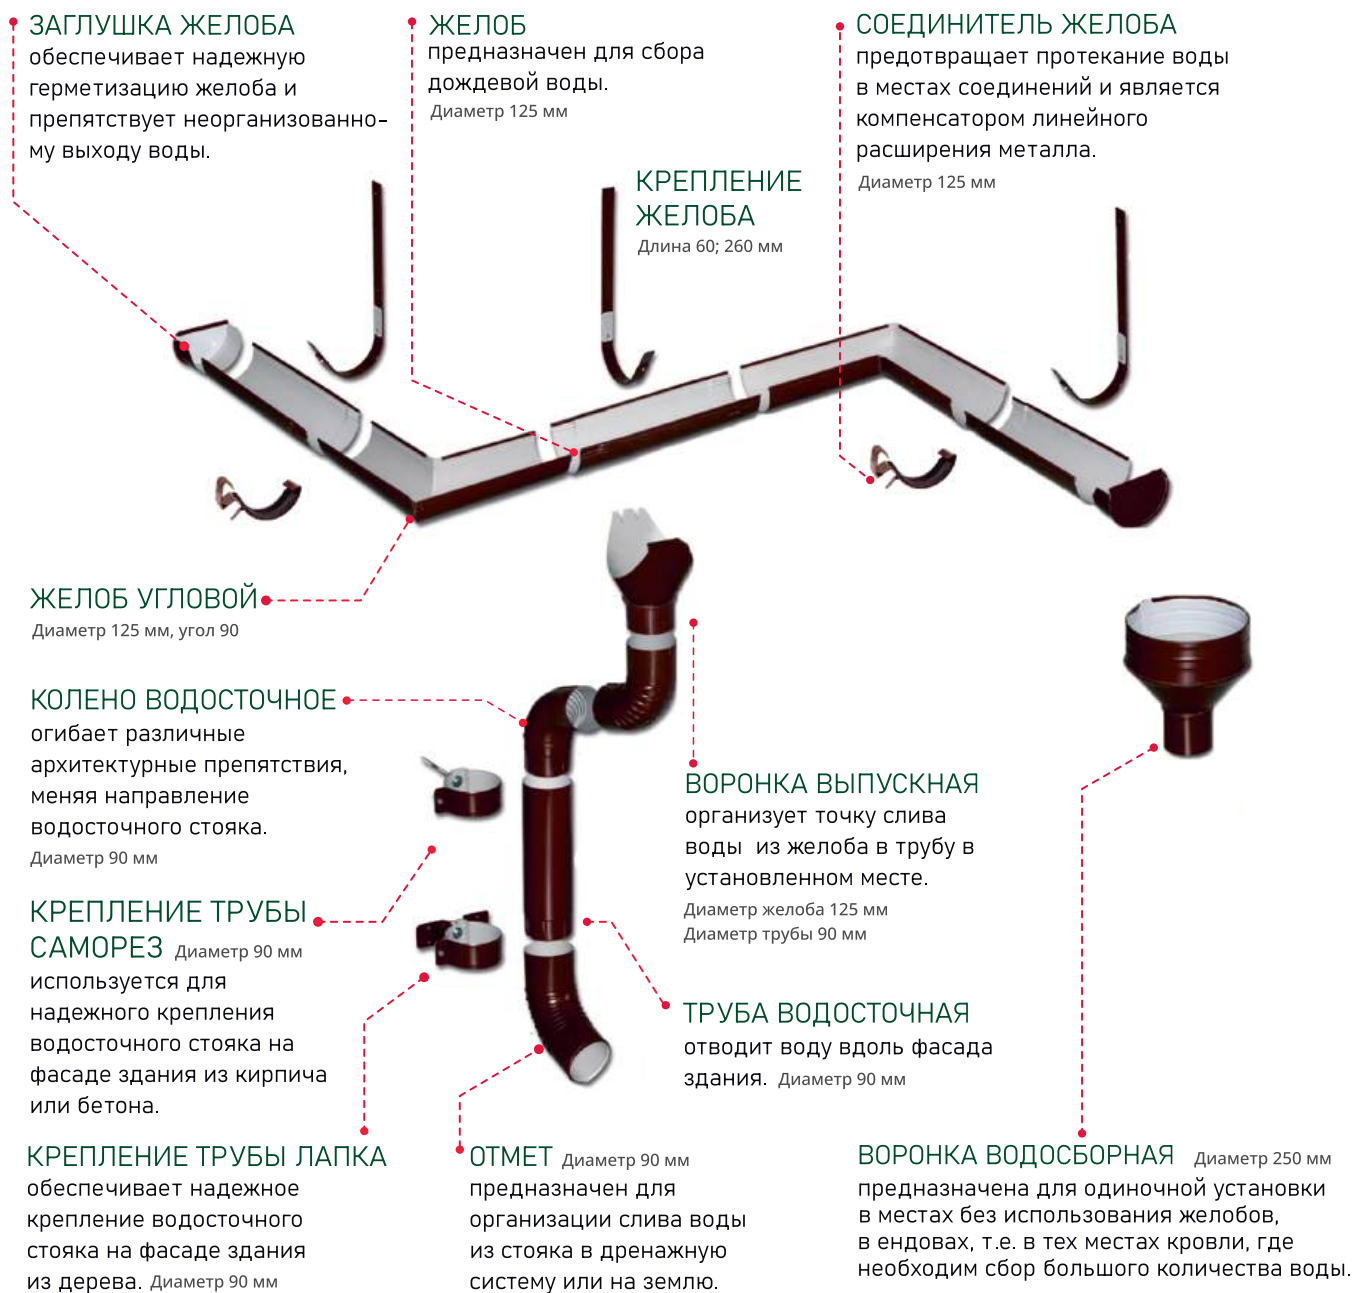 ЗАГЛУШКА ЖЕЛОБА
обеспечивает надежную
герметизацию желоба и
препятствует неорганизованно-
му выходу воды.
ЖЕЛОБ
предназначен для сбора
дождевой воды.
Диаметр 125 мм
СОЕДИНИТЕЛЬ ЖЕЛОБА
предотвращает протекание воды
в местах соединений и является
компенсатором линейного
расширения металла.
Диаметр 125 мм
КРЕПЛЕНИЕ
ЖЕЛОБА
Длина 60; 260 мм
ЖЕЛОБ УГЛОВОЙ
Диаметр 125 мм, угол 90
КОЛЕНО ВОДОСТОЧНОЕ
огибает различные
архитектурные препятствия,
меняя направление
водосточного стояка.
Диаметр 90 мм
ВОРОНКА ВЫПУСКНАЯ
организует точку слива
воды из желоба в трубу в
установленном месте.
Диаметр желоба 125 мм
Диаметр трубы 90 мм
КРЕПЛЕНИЕ ТРУБЫ
САМОРЕЗ Диаметр 90 мм
используется для
надежного крепления
водосточного стояка на
фасаде здания из кирпича
или бетона.
ТРУБА ВОДОСТОЧНАЯ
отводит воду вдоль фасада
здания. Диаметр 90 мм
КРЕПЛЕНИЕ ТРУБЫ ЛАПКА
обеспечивает надежное
крепление водосточного
стояка на фасаде здания
из дерева. Диаметр 90 мм
ОТМЕТ Диаметр 90 мм
предназначен для
организации слива воды
из стояка в дренажную
систему или на землю.
ВОРОНКА ВОДОСБОРНАЯ Диаметр 250 мм
предназначена для одиночной установки
в местах без использования желобов,
в ендовах, т.е. в тех местах кровли, где
необходим сбор большого количества воды.